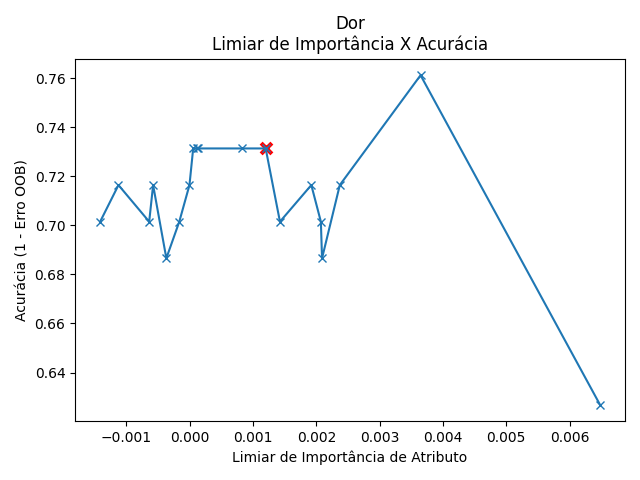 Dor
Limiar de Importância X Acurácia
Acurácia (1 - Erro OOB)
0.76
0.74
0.72
0.70
0.68
0.66
0.64
−0.001 0.000 0.001 0.002 0.003 0.004 0.005 0.006
Limiar de Importância de Atributo